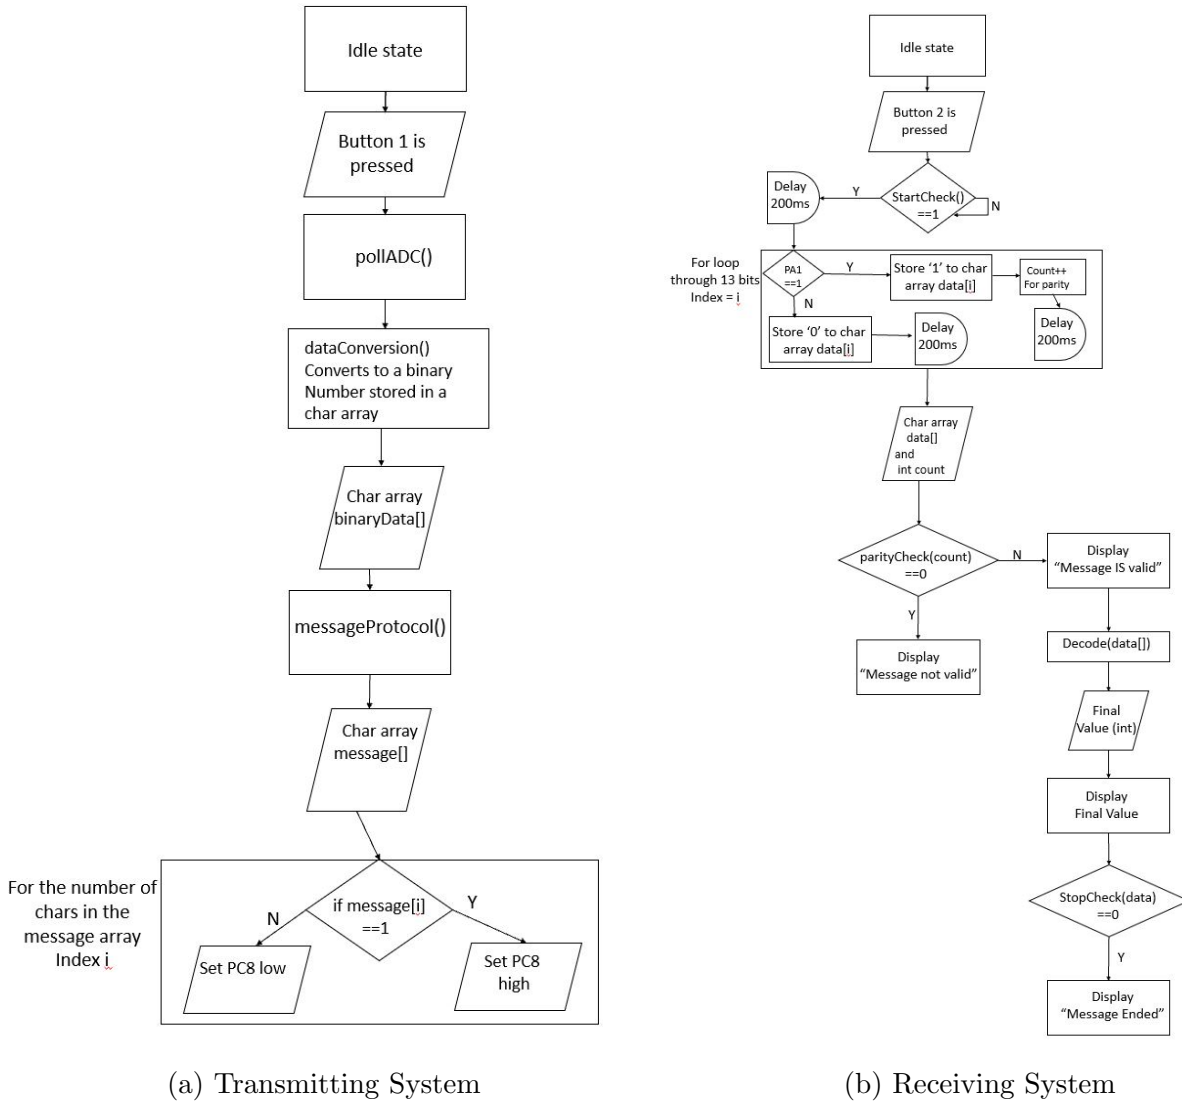 Idle state
Button 1 is
pressed
pollADC()
dataConversion()
Converts to a binary
Number stored in a
char array
Char array
binaryData[]
messageProtocol()
Char array
message[]
For the number of
chars in the
message array
Index i
if message[i]
==1
N
Y
Set PC8 low
Set PC8
high
(a) Transmitting System
Idle state
Button 2 is
pressed
StartCheck()
==1
Y
N
Delay
200ms
For loop
through 13 bits
Index = i
PA1
==1
Y
N
Store ‘1’ to char
array data[i]
Count++
For parity
Delay
200ms
Store ‘0’ to char
array data[i]
Delay
200ms
Char array
data[]
and
int count
parityCheck(count)
==0
N
Y
Display
“Message IS valid”
Display
“Message not valid”
Decode(data[])
Final
Value (int)
Display
Final Value
StopCheck(data)
==0
Y
Display
“Message Ended”
(b) Receiving System